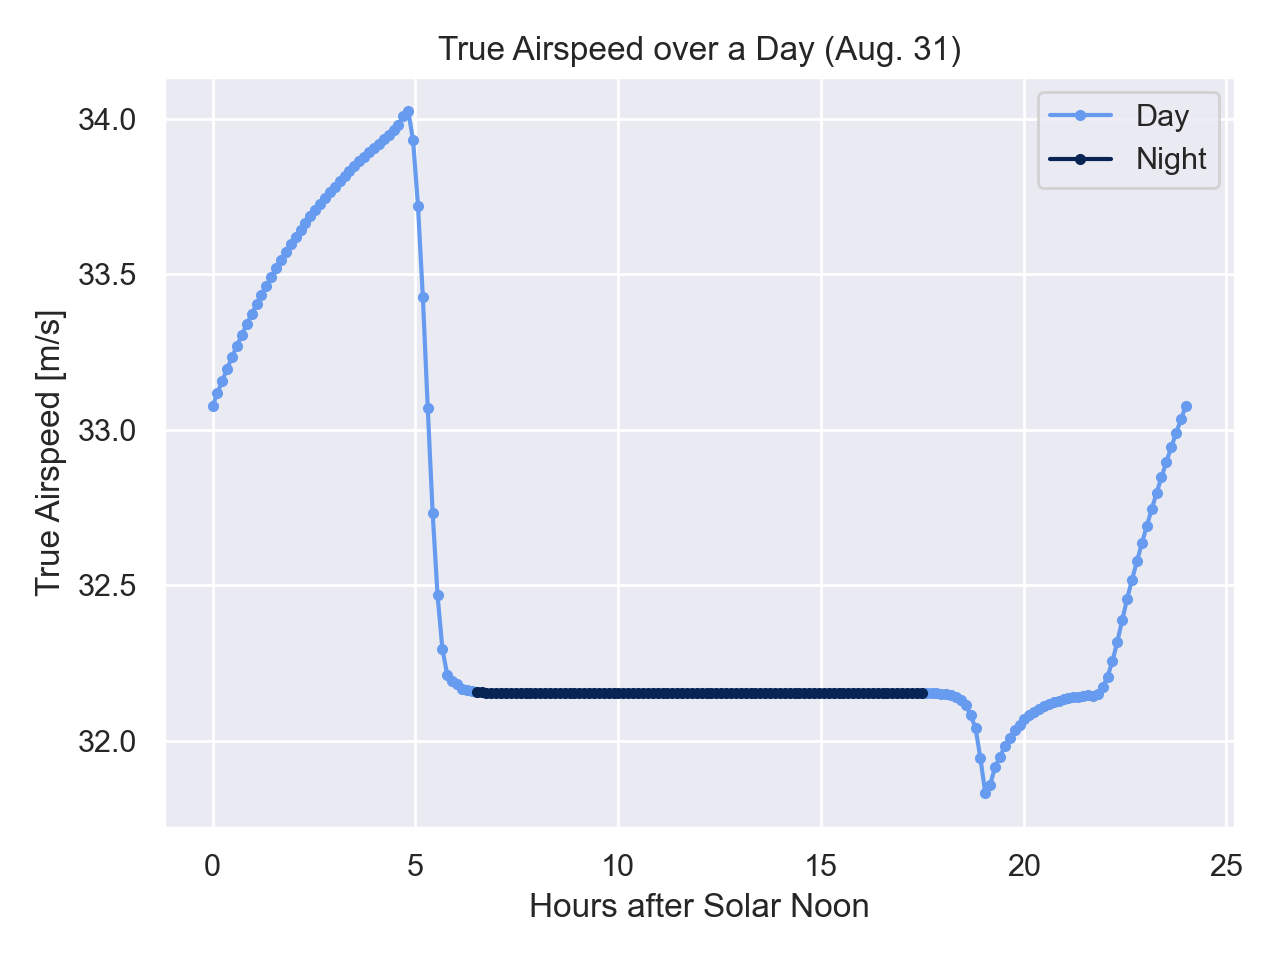 True Airspeed over a Day (Aug. 31)
Day
Night
34.0
33.5
33.0
32.5
32.0
True Airspeed [m/s]
0 5 10 15 20 25
Hours after Solar Noon